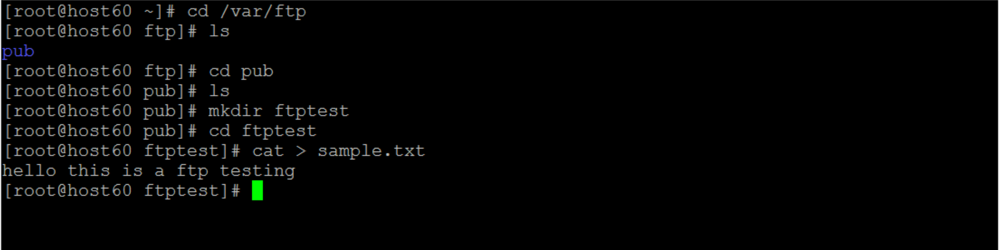 [root@host60 ~]# cd /var/ftp
[root@host60 ftp]# ls
pub
[root@host60 ftp]# cd pub
[root@host60 pub]# ls
[root@host60 pub]# mkdir ftptest
[root@host60 pub]# cd ftptest
[root@host60 ftptest]# cat > sample.txt
hello this is a ftp testing
[root@host60 ftptest]#